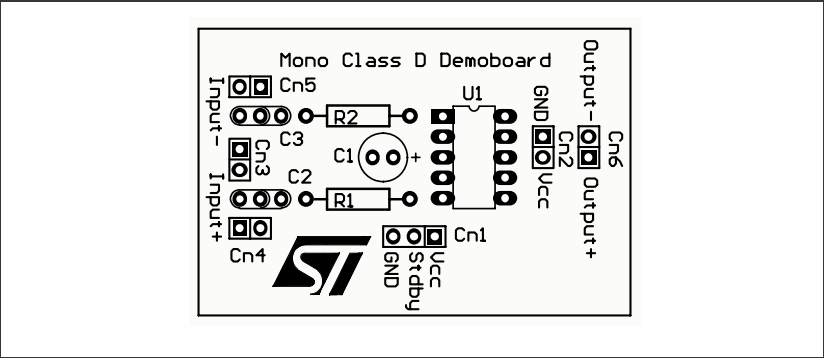 Mono Class D Demoboard
Input-
Cn5
C3
R2
U1
GND
Output-
Cn3
C1
+
Cn2
Cn6
Input+
C2
R1
Vcc
Output+
Cn4
ST
Cn1
GND
Stdby
Vcc